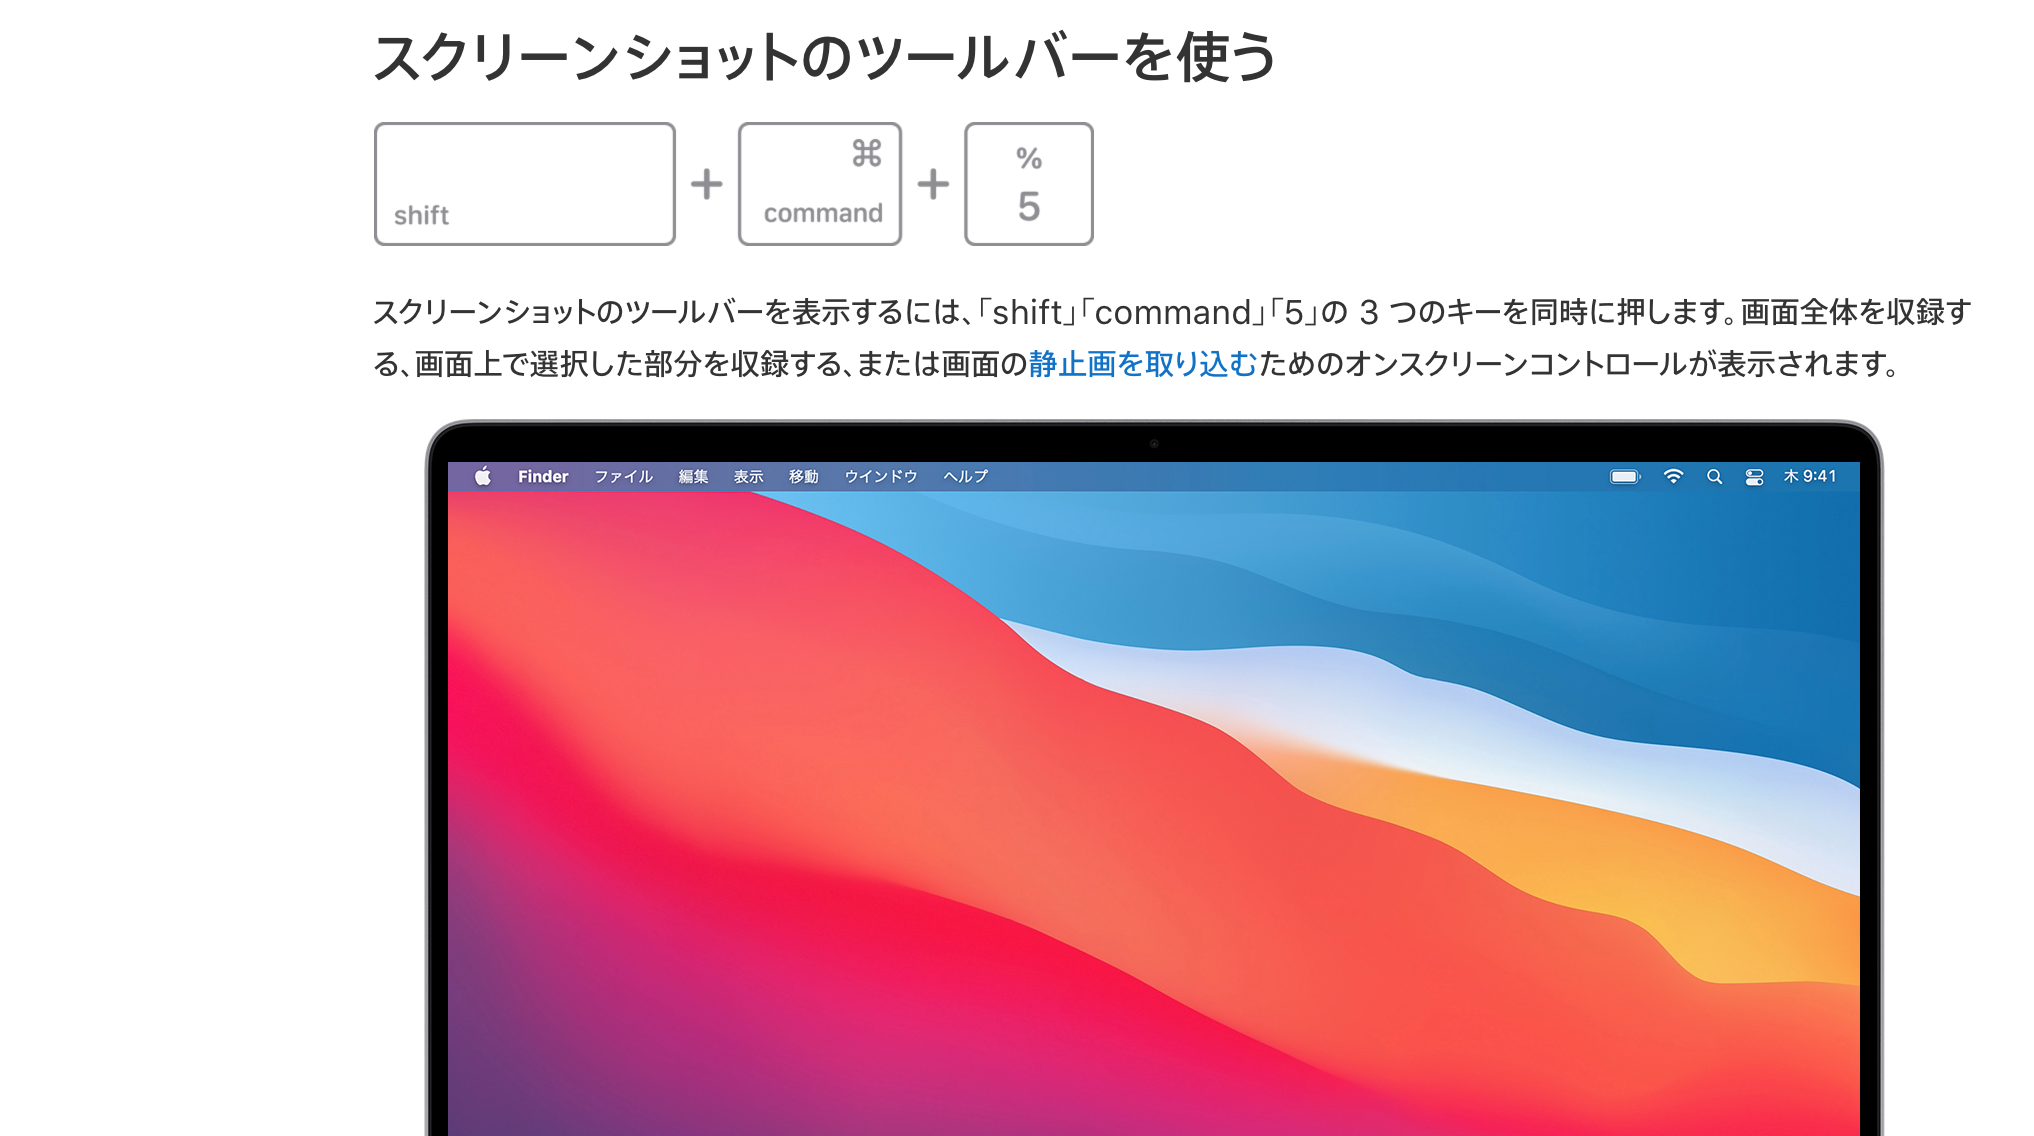 スクリーンショットのツールバーを使う
shift + ⌘ command + % 5
スクリーンショットのツールバーを表示するには、「shift」「command」「5」の 3 つのキーを同時に押します。画面全体を収録す
る、画面上で選択した部分を収録する、または画面の静止画を取り込むためのオンスクリーンコントロールが表示されます。
Finder ファイル 編集 表示 移動 ウインドウ ヘルプ 木 9:41